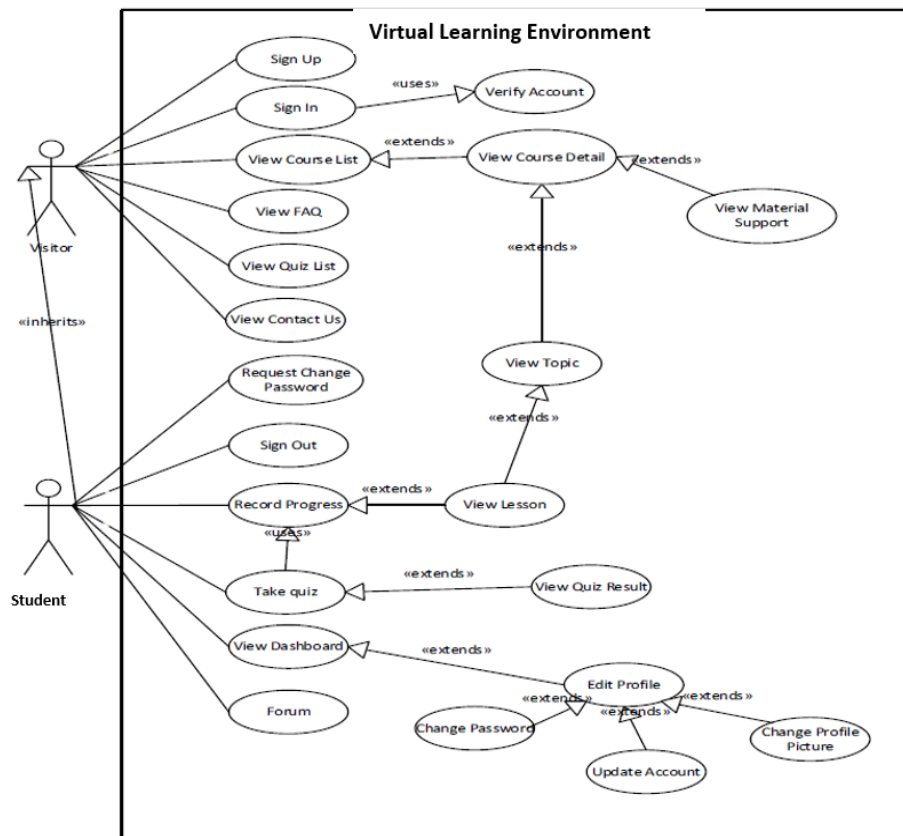 Virtual Learning Environment
Sign Up
«uses»
Verify Account
Sign In
«extends»
View Course List
View Course Detail
«extends»
View Material
Support
View FAQ
Visitor
«extends»
View Quiz List
«inherits»
View Contact Us
View Topic
Request Change
Password
«extends»
Sign Out
«extends»
Record Progress
View Lesson
«uses»
«extends»
View Quiz Result
Take quiz
Student
View Dashboard
«extends»
Edit Profile
«extends»
«extends»
«extends»
Forum
Change Password
Change Profile
Picture
Update Account